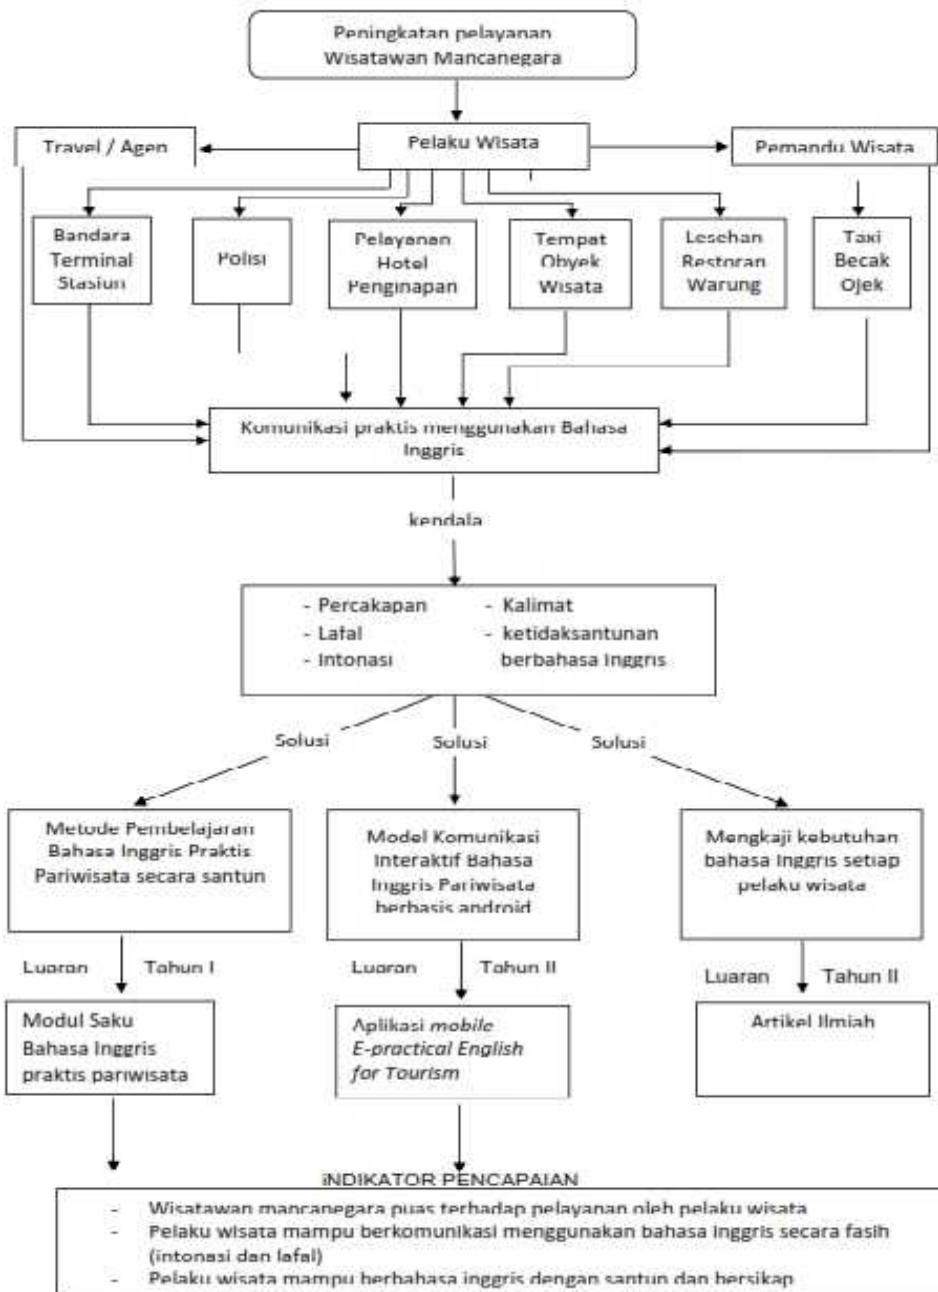 Peningkatan pelayanan
Wisatawan Mancanegara
Travel / Agen
Pelaku Wisata
Pemandu Wisata
Bandara
Terminal
Stasiun
Polisi
Pelayanan
Hotel
Penginapan
Tempat
Obyek
Wisata
Lesehan
Restoran
Warung
Taxi
Becak
Ojek
Komunikasi praktis menggunakan Bahasa
Inggris
kendala
- Percakapan
- Lafal
- Intonasi
- Kalimat
- ketidaksantunan
berbahasa Inggris
Solusi
Solusi
Solusi
Metode Pembelajaran
Bahasa Inggris Praktis
Pariwisata secara santun
Model Komunikasi
Interaktif Bahasa
Inggris Pariwisata
berbasis android
Mengkaji kebutuhan
bahasa Inggris setiap
pelaku wisata
Luaran Tahun I
Luaran Tahun II
Luaran Tahun II
Modul Saku
Bahasa Inggris
praktis pariwisata
Aplikasi mobile
E-practical English
for Tourism
Artikel Ilmiah
INDIKATOR PENCAPAIAN
- Wisatawan mancanegara puas terhadap pelayanan oleh pelaku wisata
- Pelaku wisata mampu berkomunikasi menggunakan bahasa inggris secara fasih
(intonasi dan lafal)
- Pelaku wisata mampu berbahasa inggris dengan santun dan bersikap